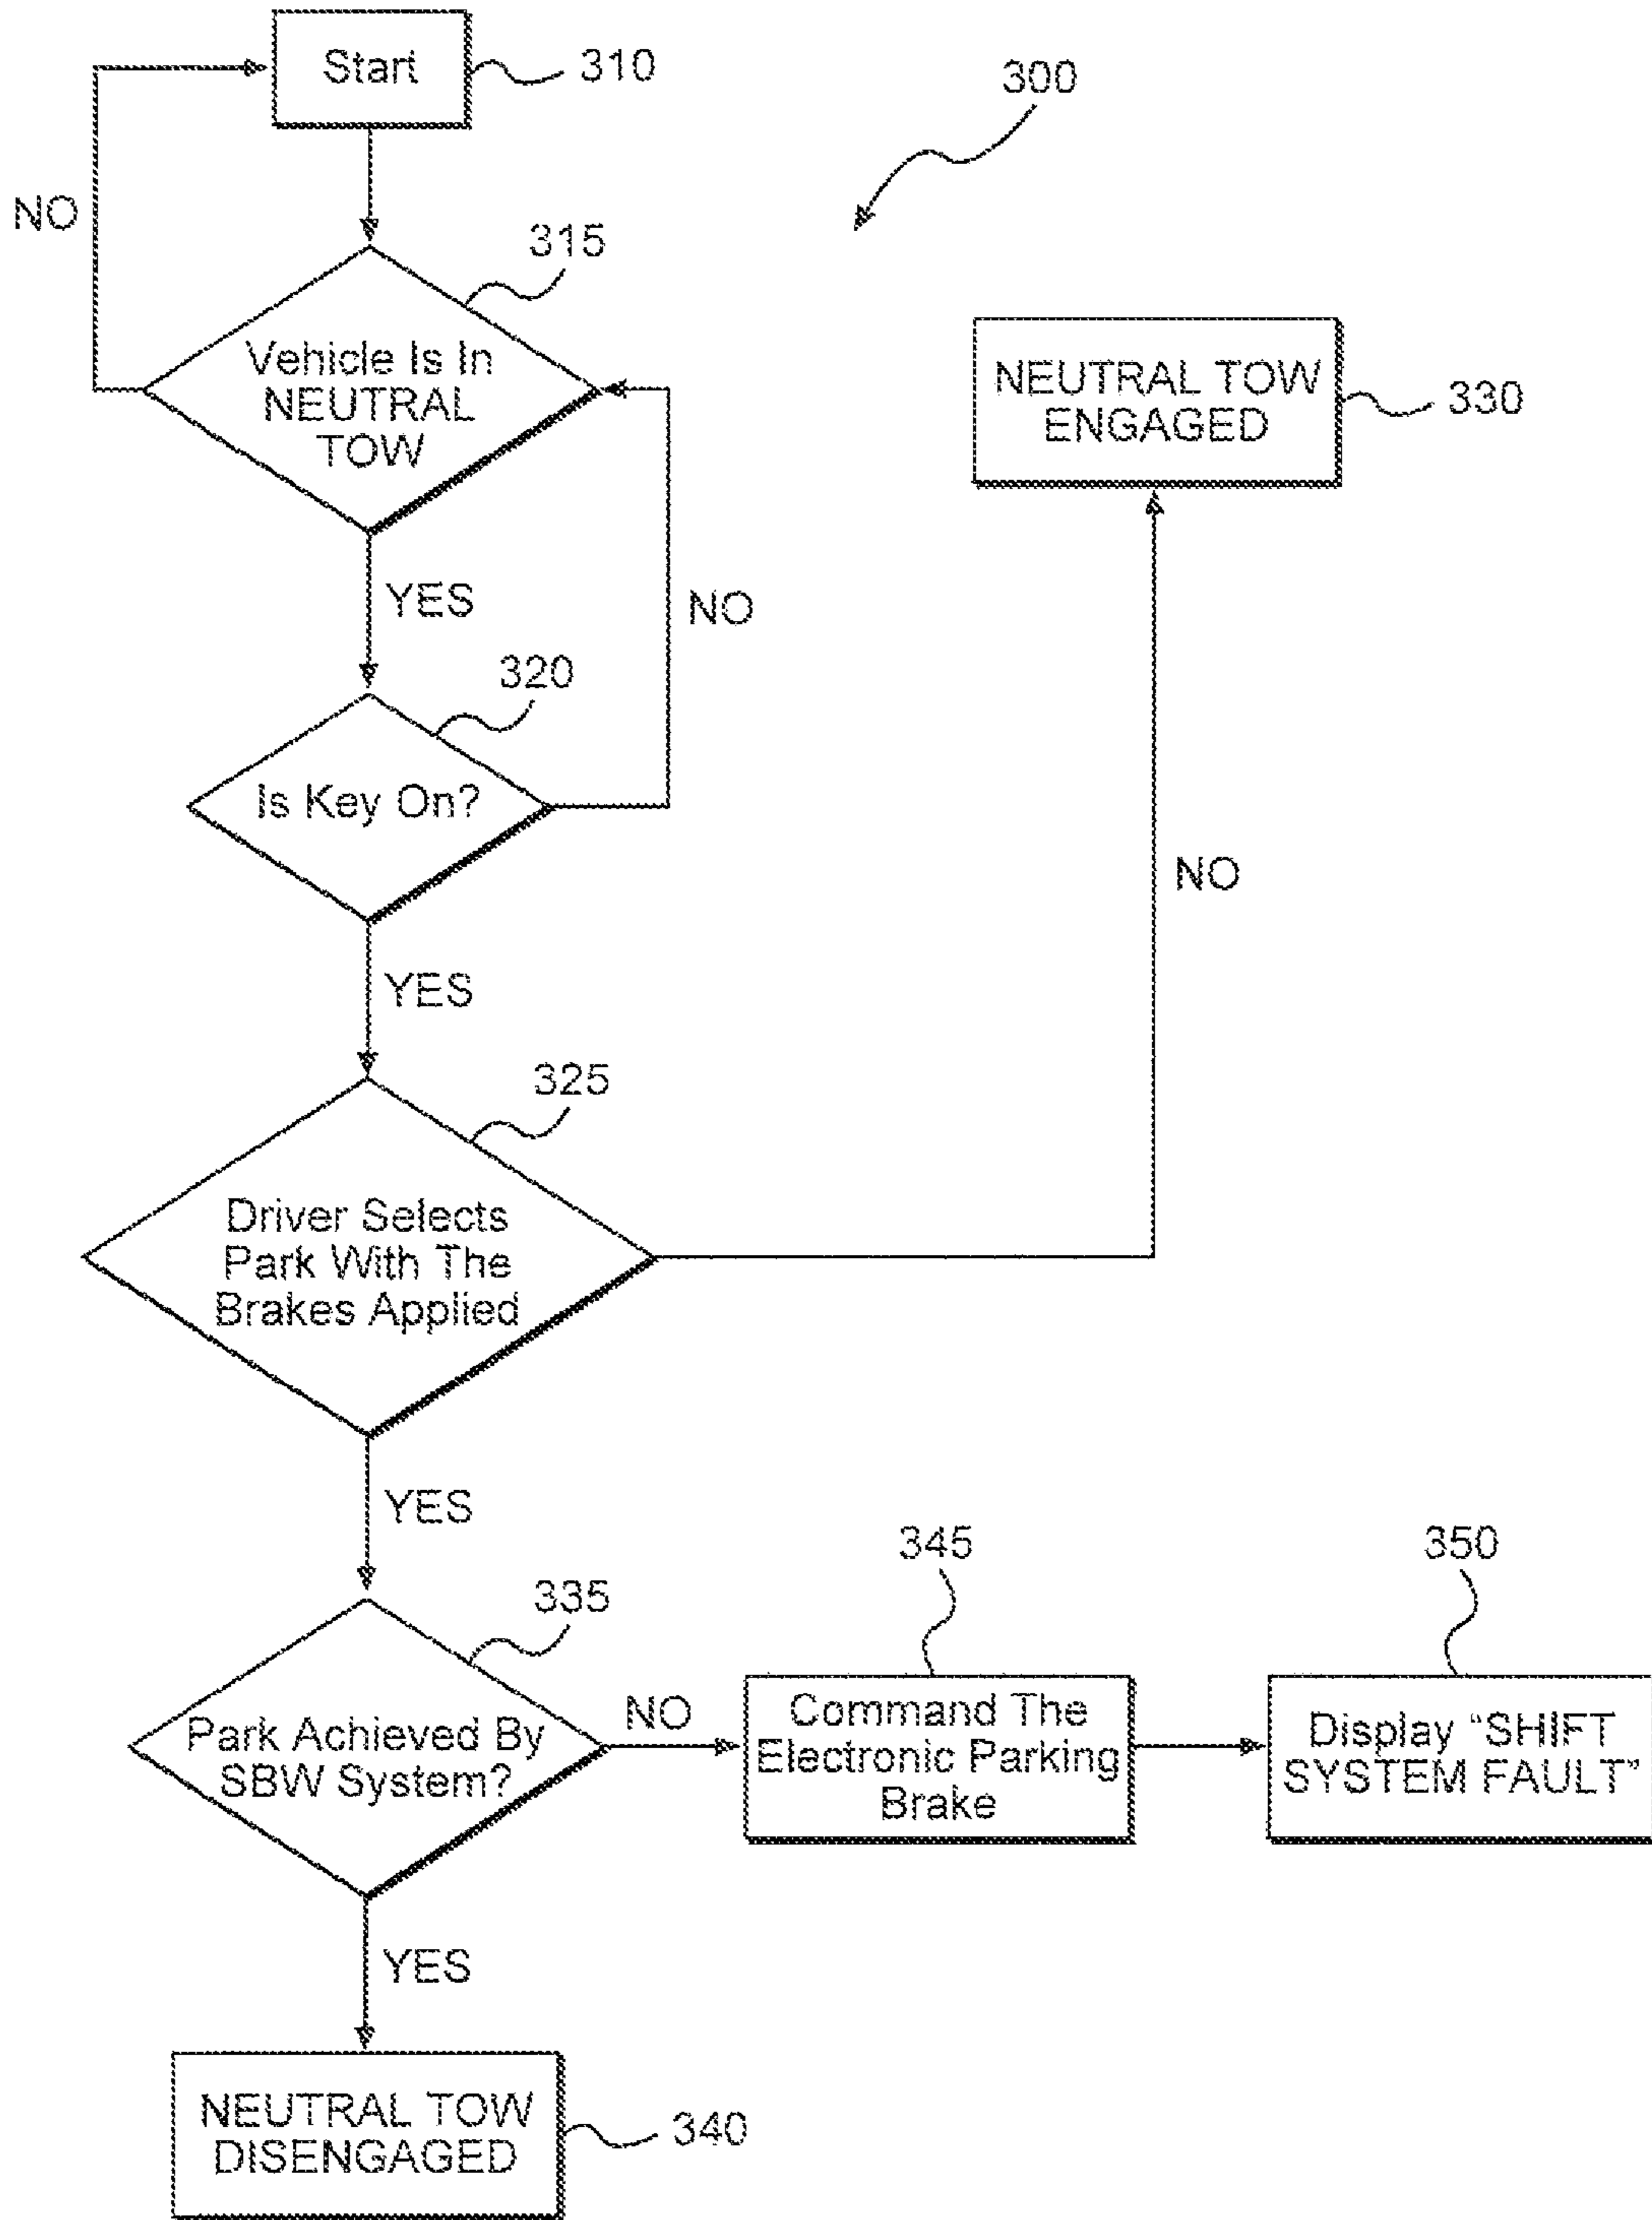 Start
310
300
NO
315
Vehicle Is In
NEUTRAL
TOW
NEUTRAL TOW
ENGAGED
330
YES
NO
320
Is Key On?
NO
YES
325
Driver Selects
Park With The
Brakes Applied
YES
335
345
350
Park Achieved By
SBW System?
NO
Command The
Electronic Parking
Brake
Display “SHIFT
SYSTEM FAULT”
YES
NEUTRAL TOW
DISENGAGED
340